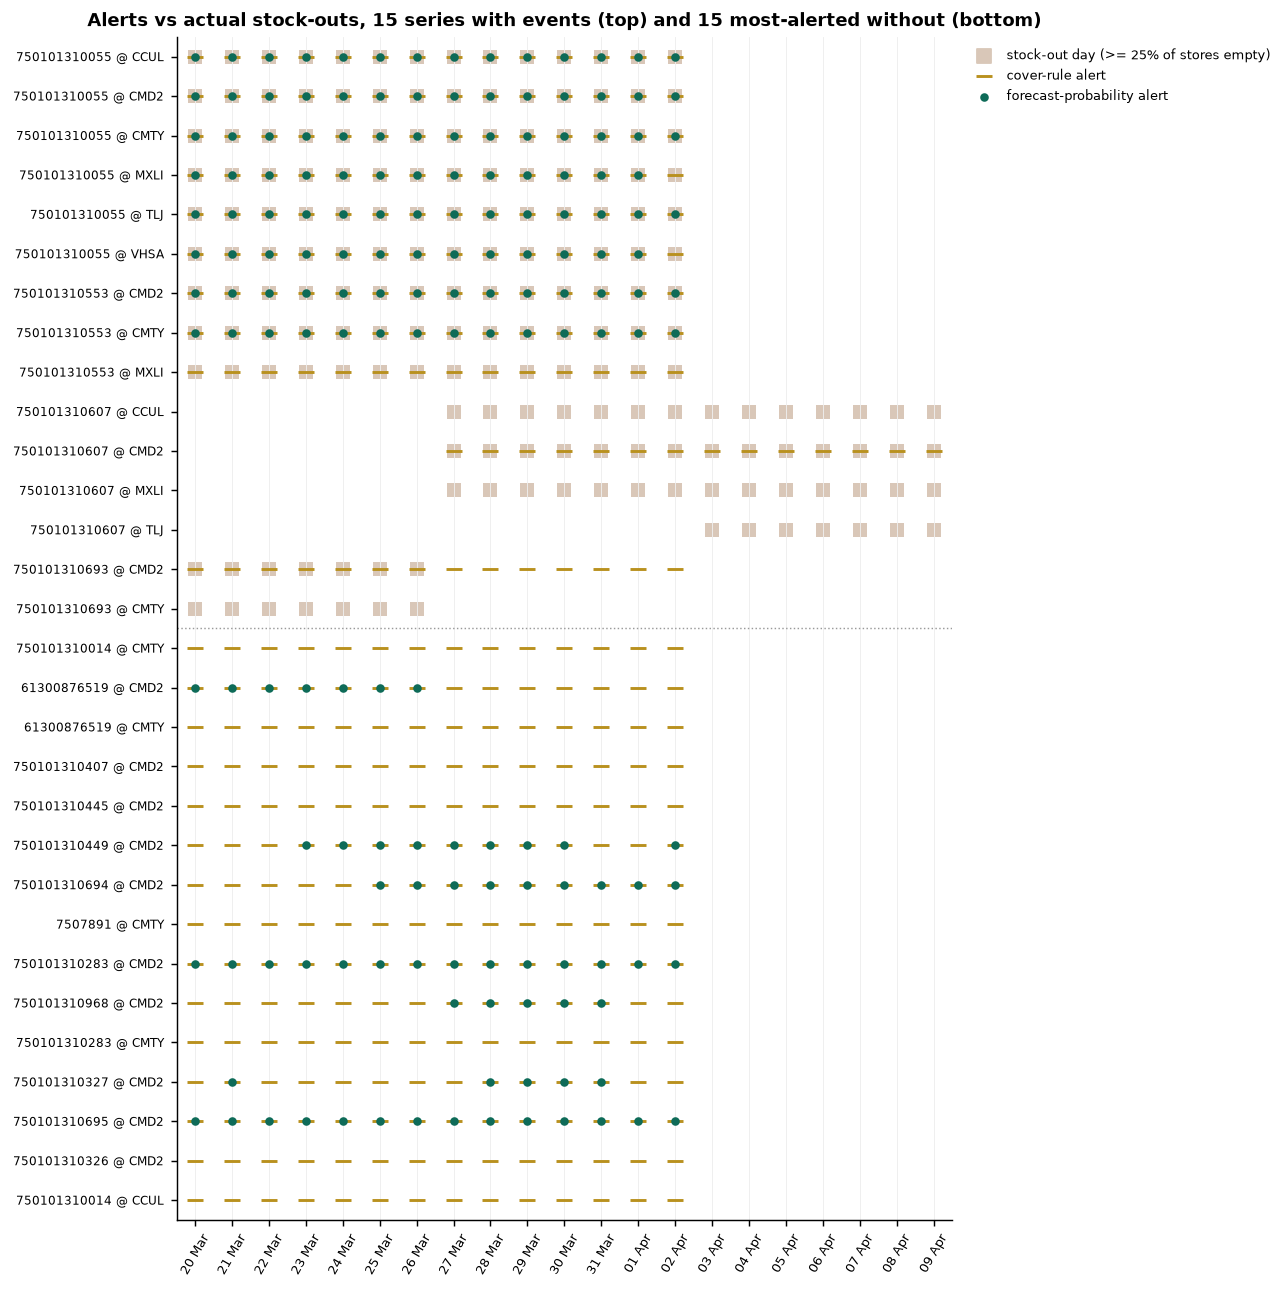 Alerts vs actual stock-outs, 15 series with events (top) and 15 most-alerted without (bottom)
stock-out day (>= 25% of stores empty)
cover-rule alert
forecast-probability alert
750101310055 @ CCUL
750101310055 @ CMD2
750101310055 @ CMTY
750101310055 @ MXLI
750101310055 @ TLJ
750101310055 @ VHSA
750101310553 @ CMD2
750101310553 @ CMTY
750101310553 @ MXLI
750101310607 @ CCUL
750101310607 @ CMD2
750101310607 @ MXLI
750101310607 @ TLJ
750101310693 @ CMD2
750101310693 @ CMTY
750101310014 @ CMTY
61300876519 @ CMD2
61300876519 @ CMTY
750101310407 @ CMD2
750101310445 @ CMD2
750101310449 @ CMD2
750101310694 @ CMD2
7507891 @ CMTY
750101310283 @ CMD2
750101310968 @ CMD2
750101310283 @ CMTY
750101310327 @ CMD2
750101310695 @ CMD2
750101310326 @ CMD2
750101310014 @ CCUL
20 Mar
21 Mar
22 Mar
23 Mar
24 Mar
25 Mar
26 Mar
27 Mar
28 Mar
29 Mar
30 Mar
31 Mar
01 Apr
02 Apr
03 Apr
04 Apr
05 Apr
06 Apr
07 Apr
08 Apr
09 Apr